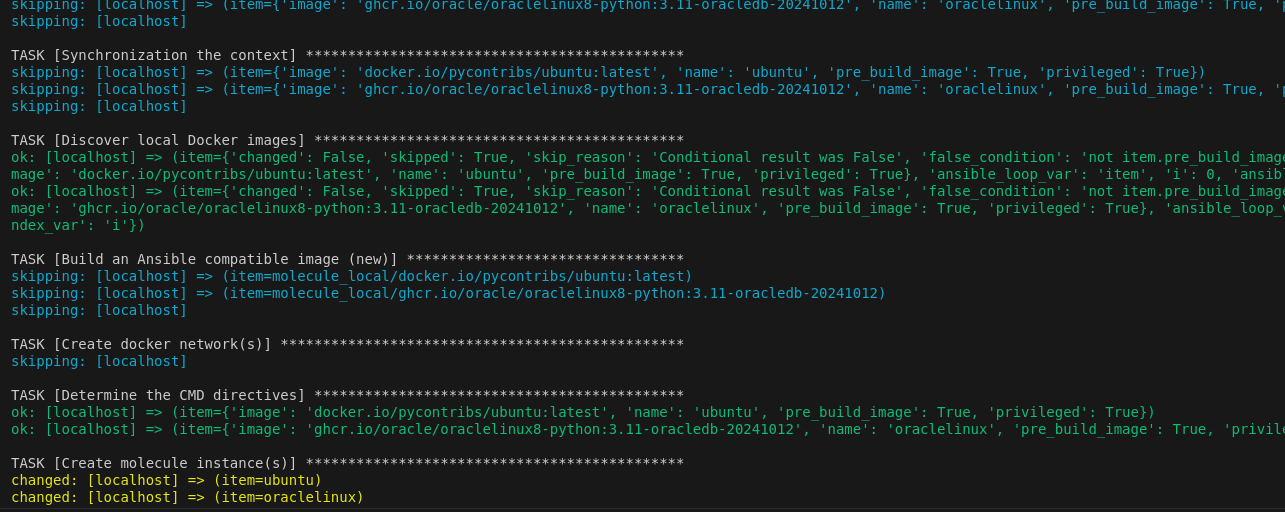 skipping: [localhost] => (item={'image': 'ghcr.io/oracle/oraclelinux8-python:3.11-oracledb-20241012', 'name': 'oraclelinux', 'pre_build_image': True, 'p
skipping: [localhost]
TASK [Synchronization the context] *********************************************
skipping: [localhost] => (item={'image': 'docker.io/pycontribs/ubuntu:latest', 'name': 'ubuntu', 'pre_build_image': True, 'privileged': True})
skipping: [localhost] => (item={'image': 'ghcr.io/oracle/oraclelinux8-python:3.11-oracledb-20241012', 'name': 'oraclelinux', 'pre_build_image': True, 'p
skipping: [localhost]
TASK [Discover local Docker images] ********************************************
ok: [localhost] => (item={'changed': False, 'skipped': True, 'skip_reason': 'Conditional result was False', 'false_condition': 'not item.pre_build_image
mage': 'docker.io/pycontribs/ubuntu:latest', 'name': 'ubuntu', 'pre_build_image': True, 'privileged': True}, 'ansible_loop_var': 'item', 'i': 0, 'ansibl
ok: [localhost] => (item={'changed': False, 'skipped': True, 'skip_reason': 'Conditional result was False', 'false_condition': 'not item.pre_build_image
mage': 'ghcr.io/oracle/oraclelinux8-python:3.11-oracledb-20241012', 'name': 'oraclelinux', 'pre_build_image': True, 'privileged': True}, 'ansible_loop_v
ndex_var': 'i'})
TASK [Build an Ansible compatible image (new)] *********************************
skipping: [localhost] => (item=molecule_local/docker.io/pycontribs/ubuntu:latest)
skipping: [localhost] => (item=molecule_local/ghcr.io/oracle/oraclelinux8-python:3.11-oracledb-20241012)
skipping: [localhost]
TASK [Create docker network(s)] ************************************************
skipping: [localhost]
TASK [Determine the CMD directives] ********************************************
ok: [localhost] => (item={'image': 'docker.io/pycontribs/ubuntu:latest', 'name': 'ubuntu', 'pre_build_image': True, 'privileged': True})
ok: [localhost] => (item={'image': 'ghcr.io/oracle/oraclelinux8-python:3.11-oracledb-20241012', 'name': 'oraclelinux', 'pre_build_image': True, 'privile
TASK [Create molecule instance(s)] *********************************************
changed: [localhost] => (item=ubuntu)
changed: [localhost] => (item=oraclelinux)